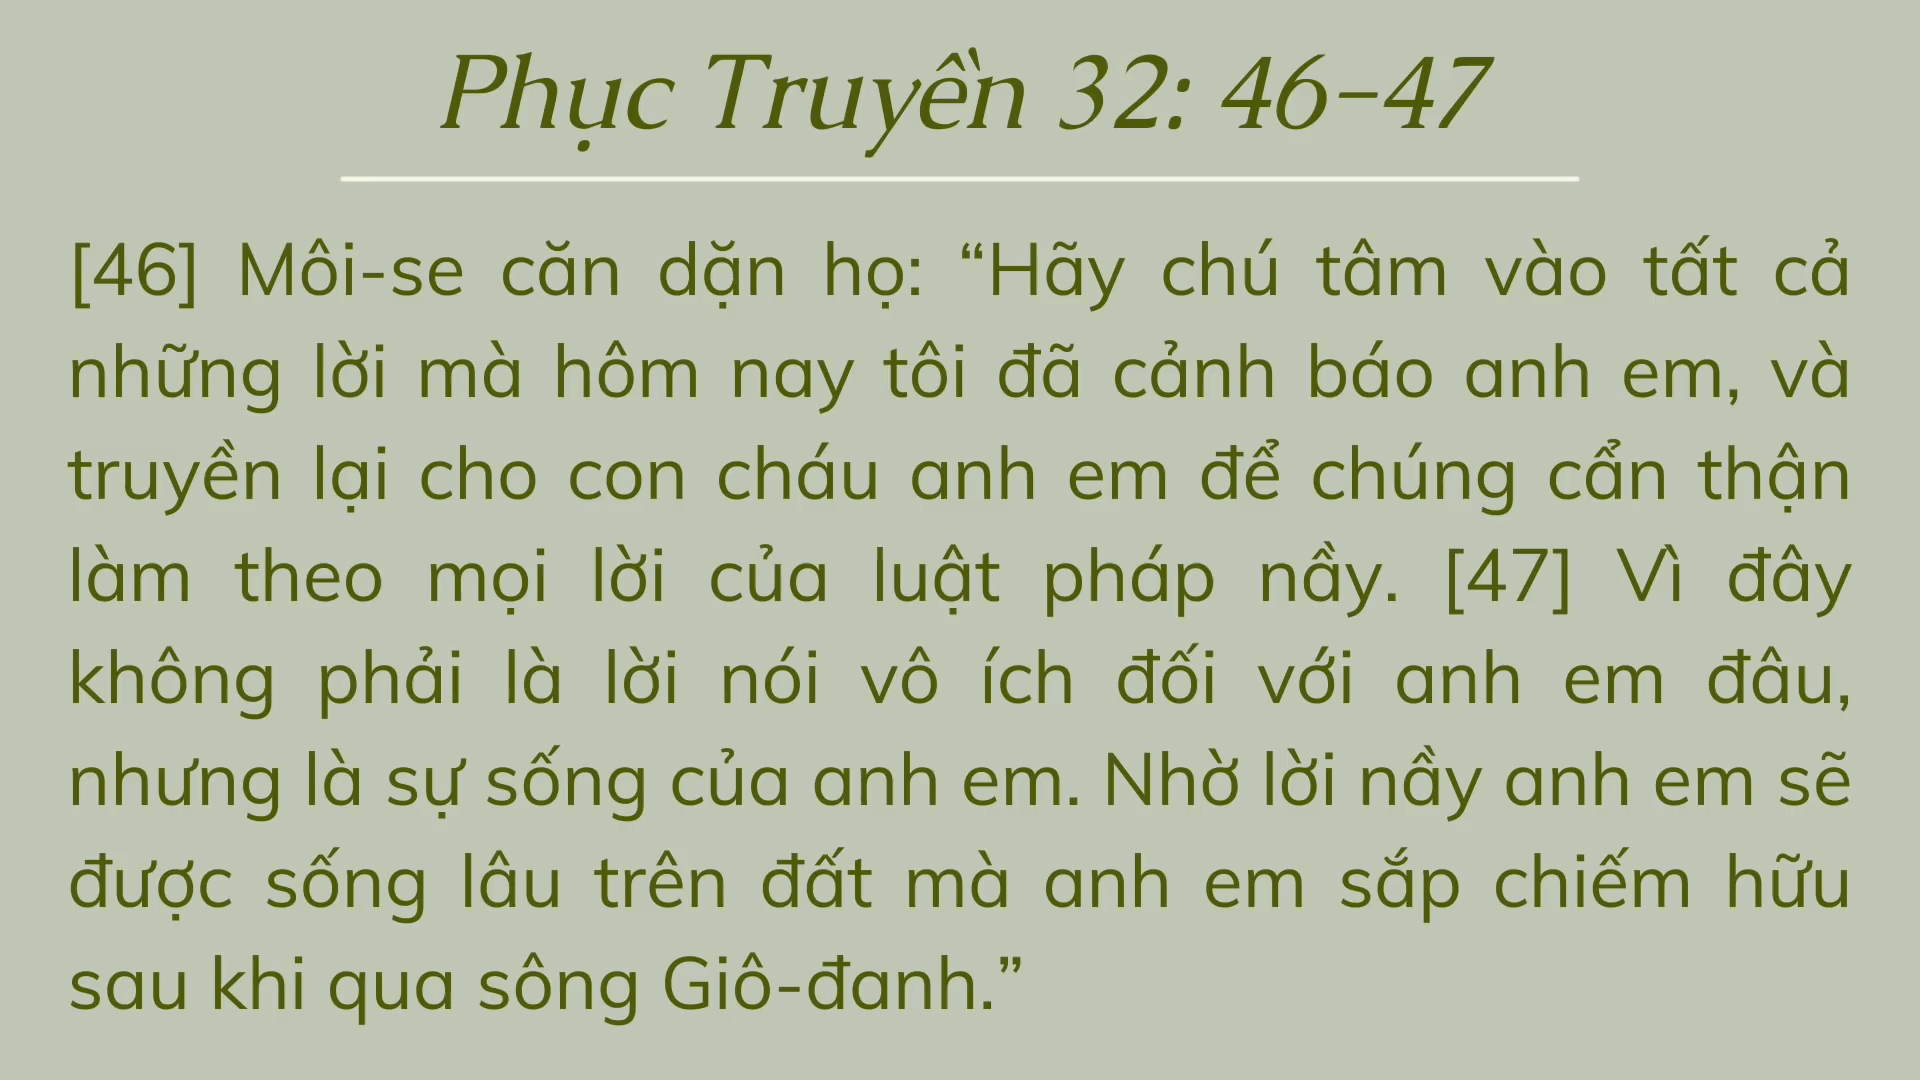 Phục Truyền 32: 46-47
[46] Môi-se căn dặn họ: “Hãy chú tâm vào tất cả
những lời mà hôm nay tôi đã cảnh báo anh em, và
truyền lại cho con cháu anh em để chúng cẩn thận
làm theo mọi lời của luật pháp nầy. [47] Vì đây
không phải là lời nói vô ích đối với anh em đâu,
nhưng là sự sống của anh em. Nhờ lời nầy anh em sẽ
được sống lâu trên đất mà anh em sắp chiếm hữu
sau khi qua sông Giô-đanh.”